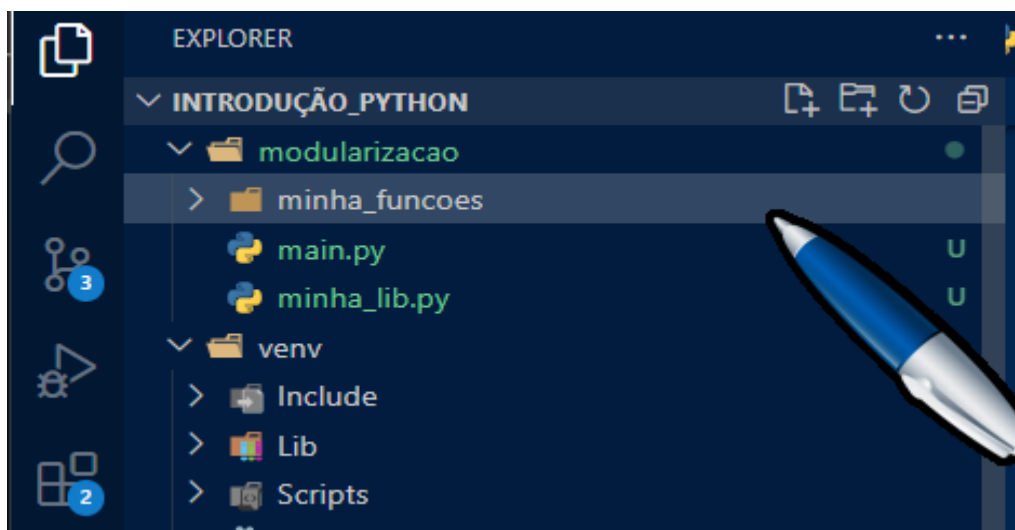 EXPLORER
INTRODUÇÃO_PYTHON
modularizacao
minha_funcoes
main.py U
minha_lib.py U
3
venv
Include
Lib
2
Scripts